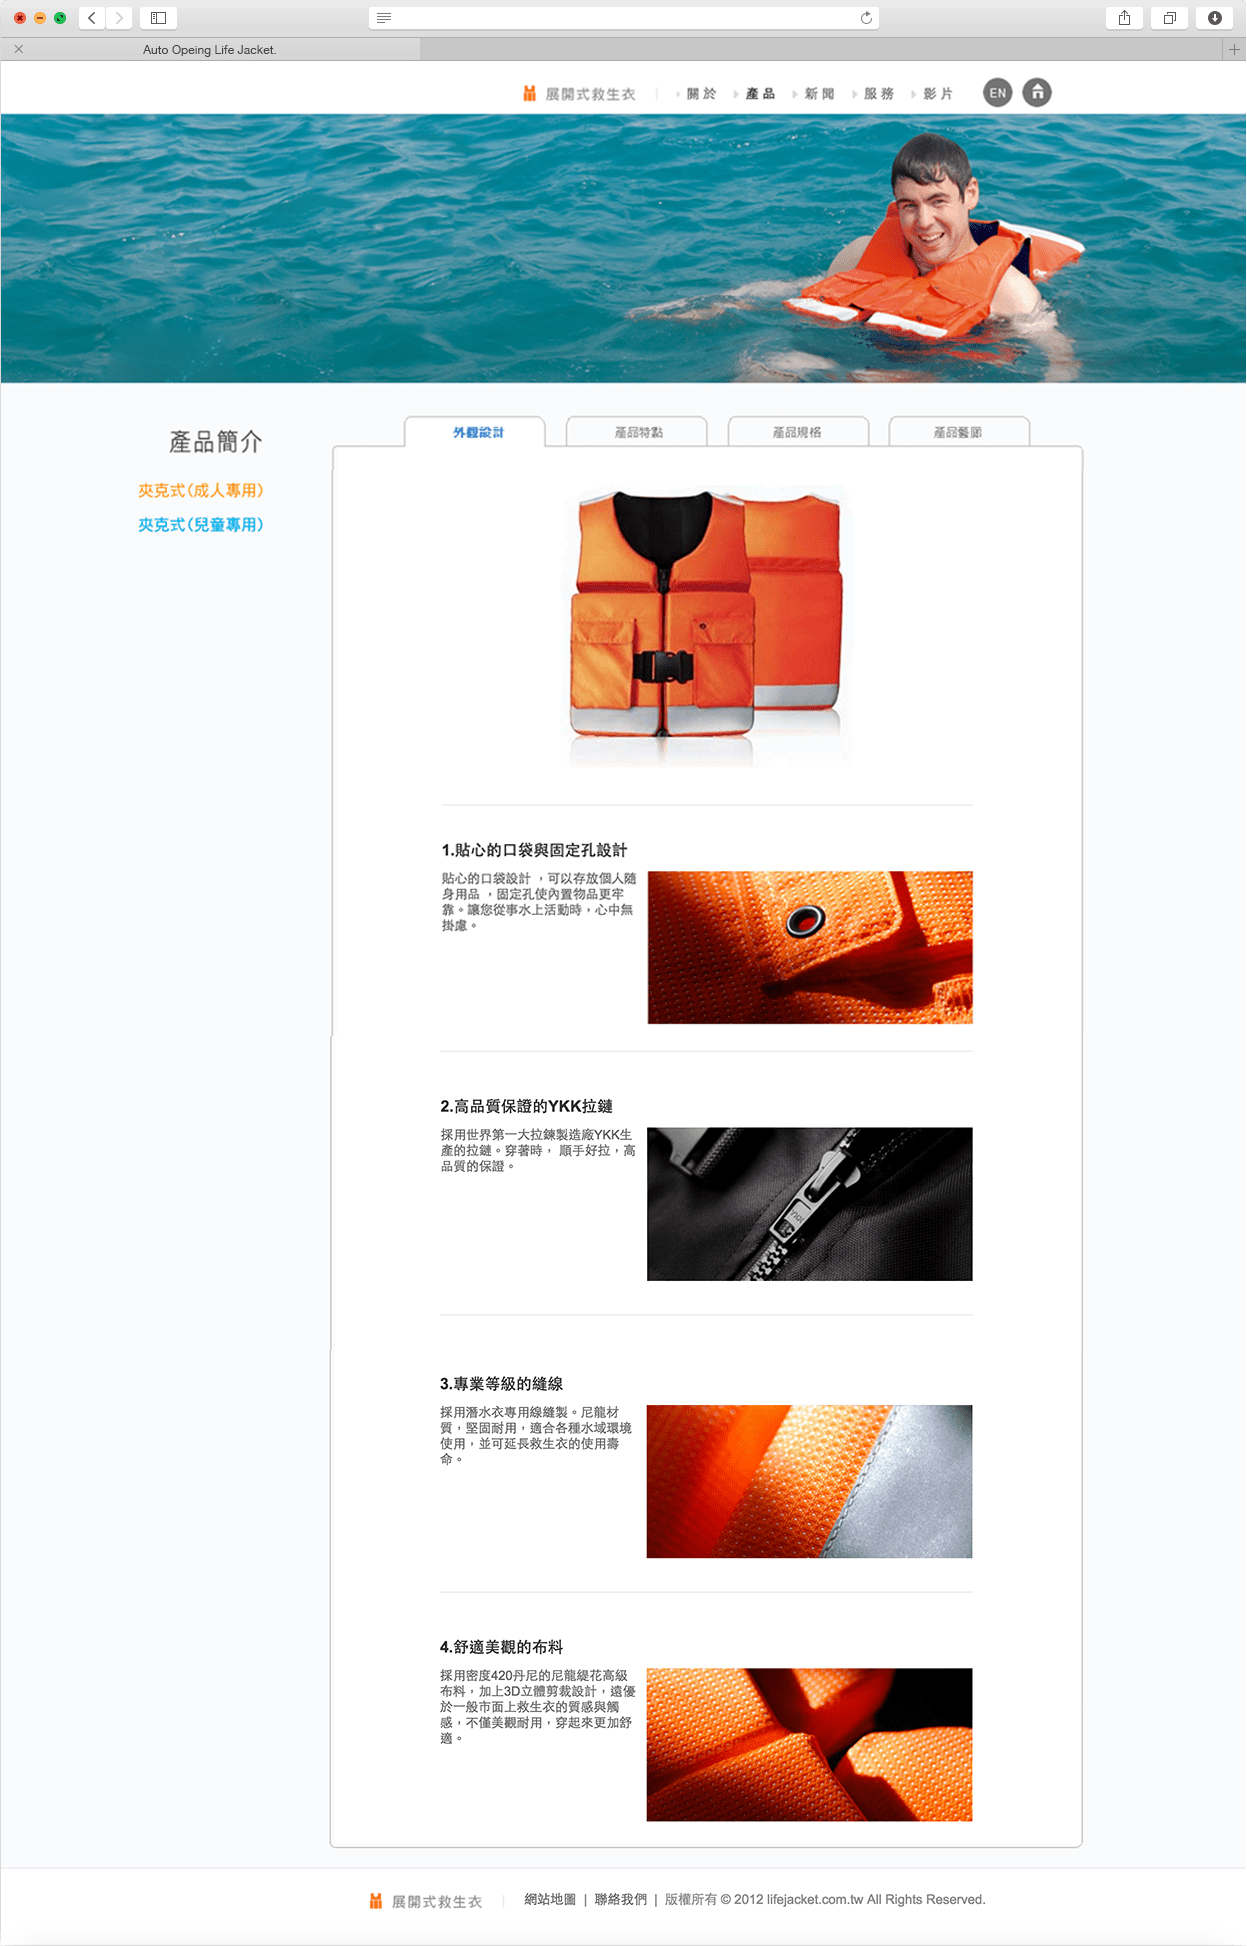 Auto Opeing Life Jacket.
展開式救生衣
關於 產品 新聞 服務 影片 EN
產品簡介
夾克式(成人專用)
夾克式(兒童專用)
外觀設計 產品特點 產品規格 產品醫顧
1.貼心的口袋與固定孔設計
貼心的口袋設計 ，可以存放個人隨
身用品 ，固定孔使內置物品更牢
靠。讓您從事水上活動時，心中無
掛慮。
2.高品質保證的YKK拉鏈
採用世界第一大拉鍊製造廠YKK生
產的拉鏈。穿著時， 順手好拉，高
品質的保證。
YKK
3.專業等級的縫線
採用潛水衣專用線縫製。尼龍材
質，堅固耐用，適合各種水域環境
使用，並可延長救生衣的使用壽
命。
4.舒適美觀的布料
採用密度420丹尼的尼龍緹花高級
布料，加上3D立體剪裁設計，遠優
於一般市面上救生衣的質感與觸
感，不僅美觀耐用，穿起來更加舒
適。
展開式救生衣
網站地圖 | 聯絡我們 | 版權所有 © 2012 lifejacket.com.tw All Rights Reserved.